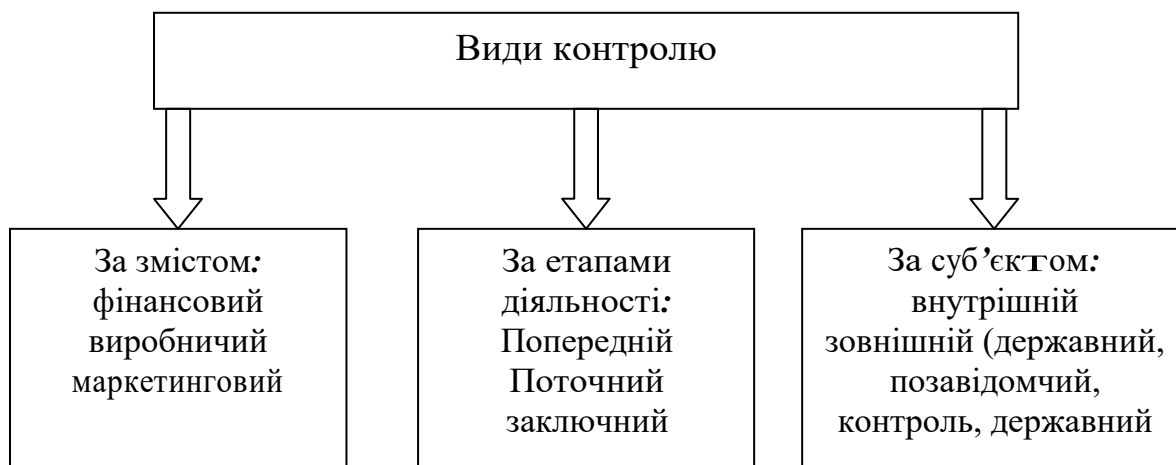 Види контролю
За змістом:
фінансовий
виробничий
маркетинговий
За етапами
діяльності:
Попередній
Поточний
заключний
За суб’єктом:
внутрішній
зовнішній (державний,
позавідомчий,
контроль, державний